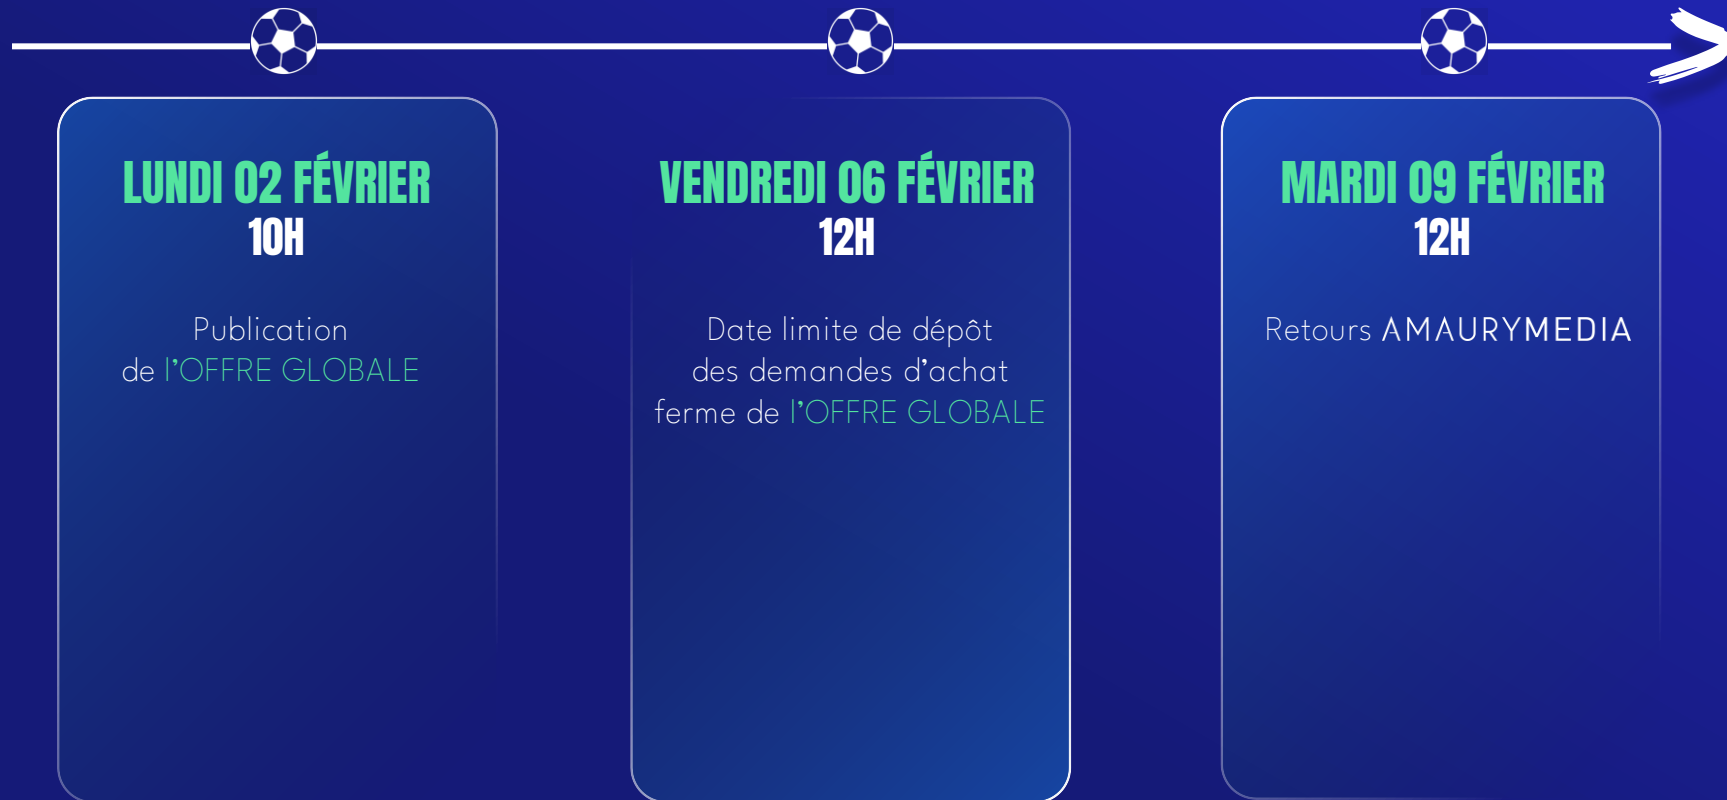 LUNDI 02 FÉVRIER
10H
Publication
de l’OFFRE GLOBALE
VENDREDI 06 FÉVRIER
12H
Date limite de dépôt
des demandes d’achat
ferme de l’OFFRE GLOBALE
MARDI 09 FÉVRIER
12H
Retours AMAURYMEDIA